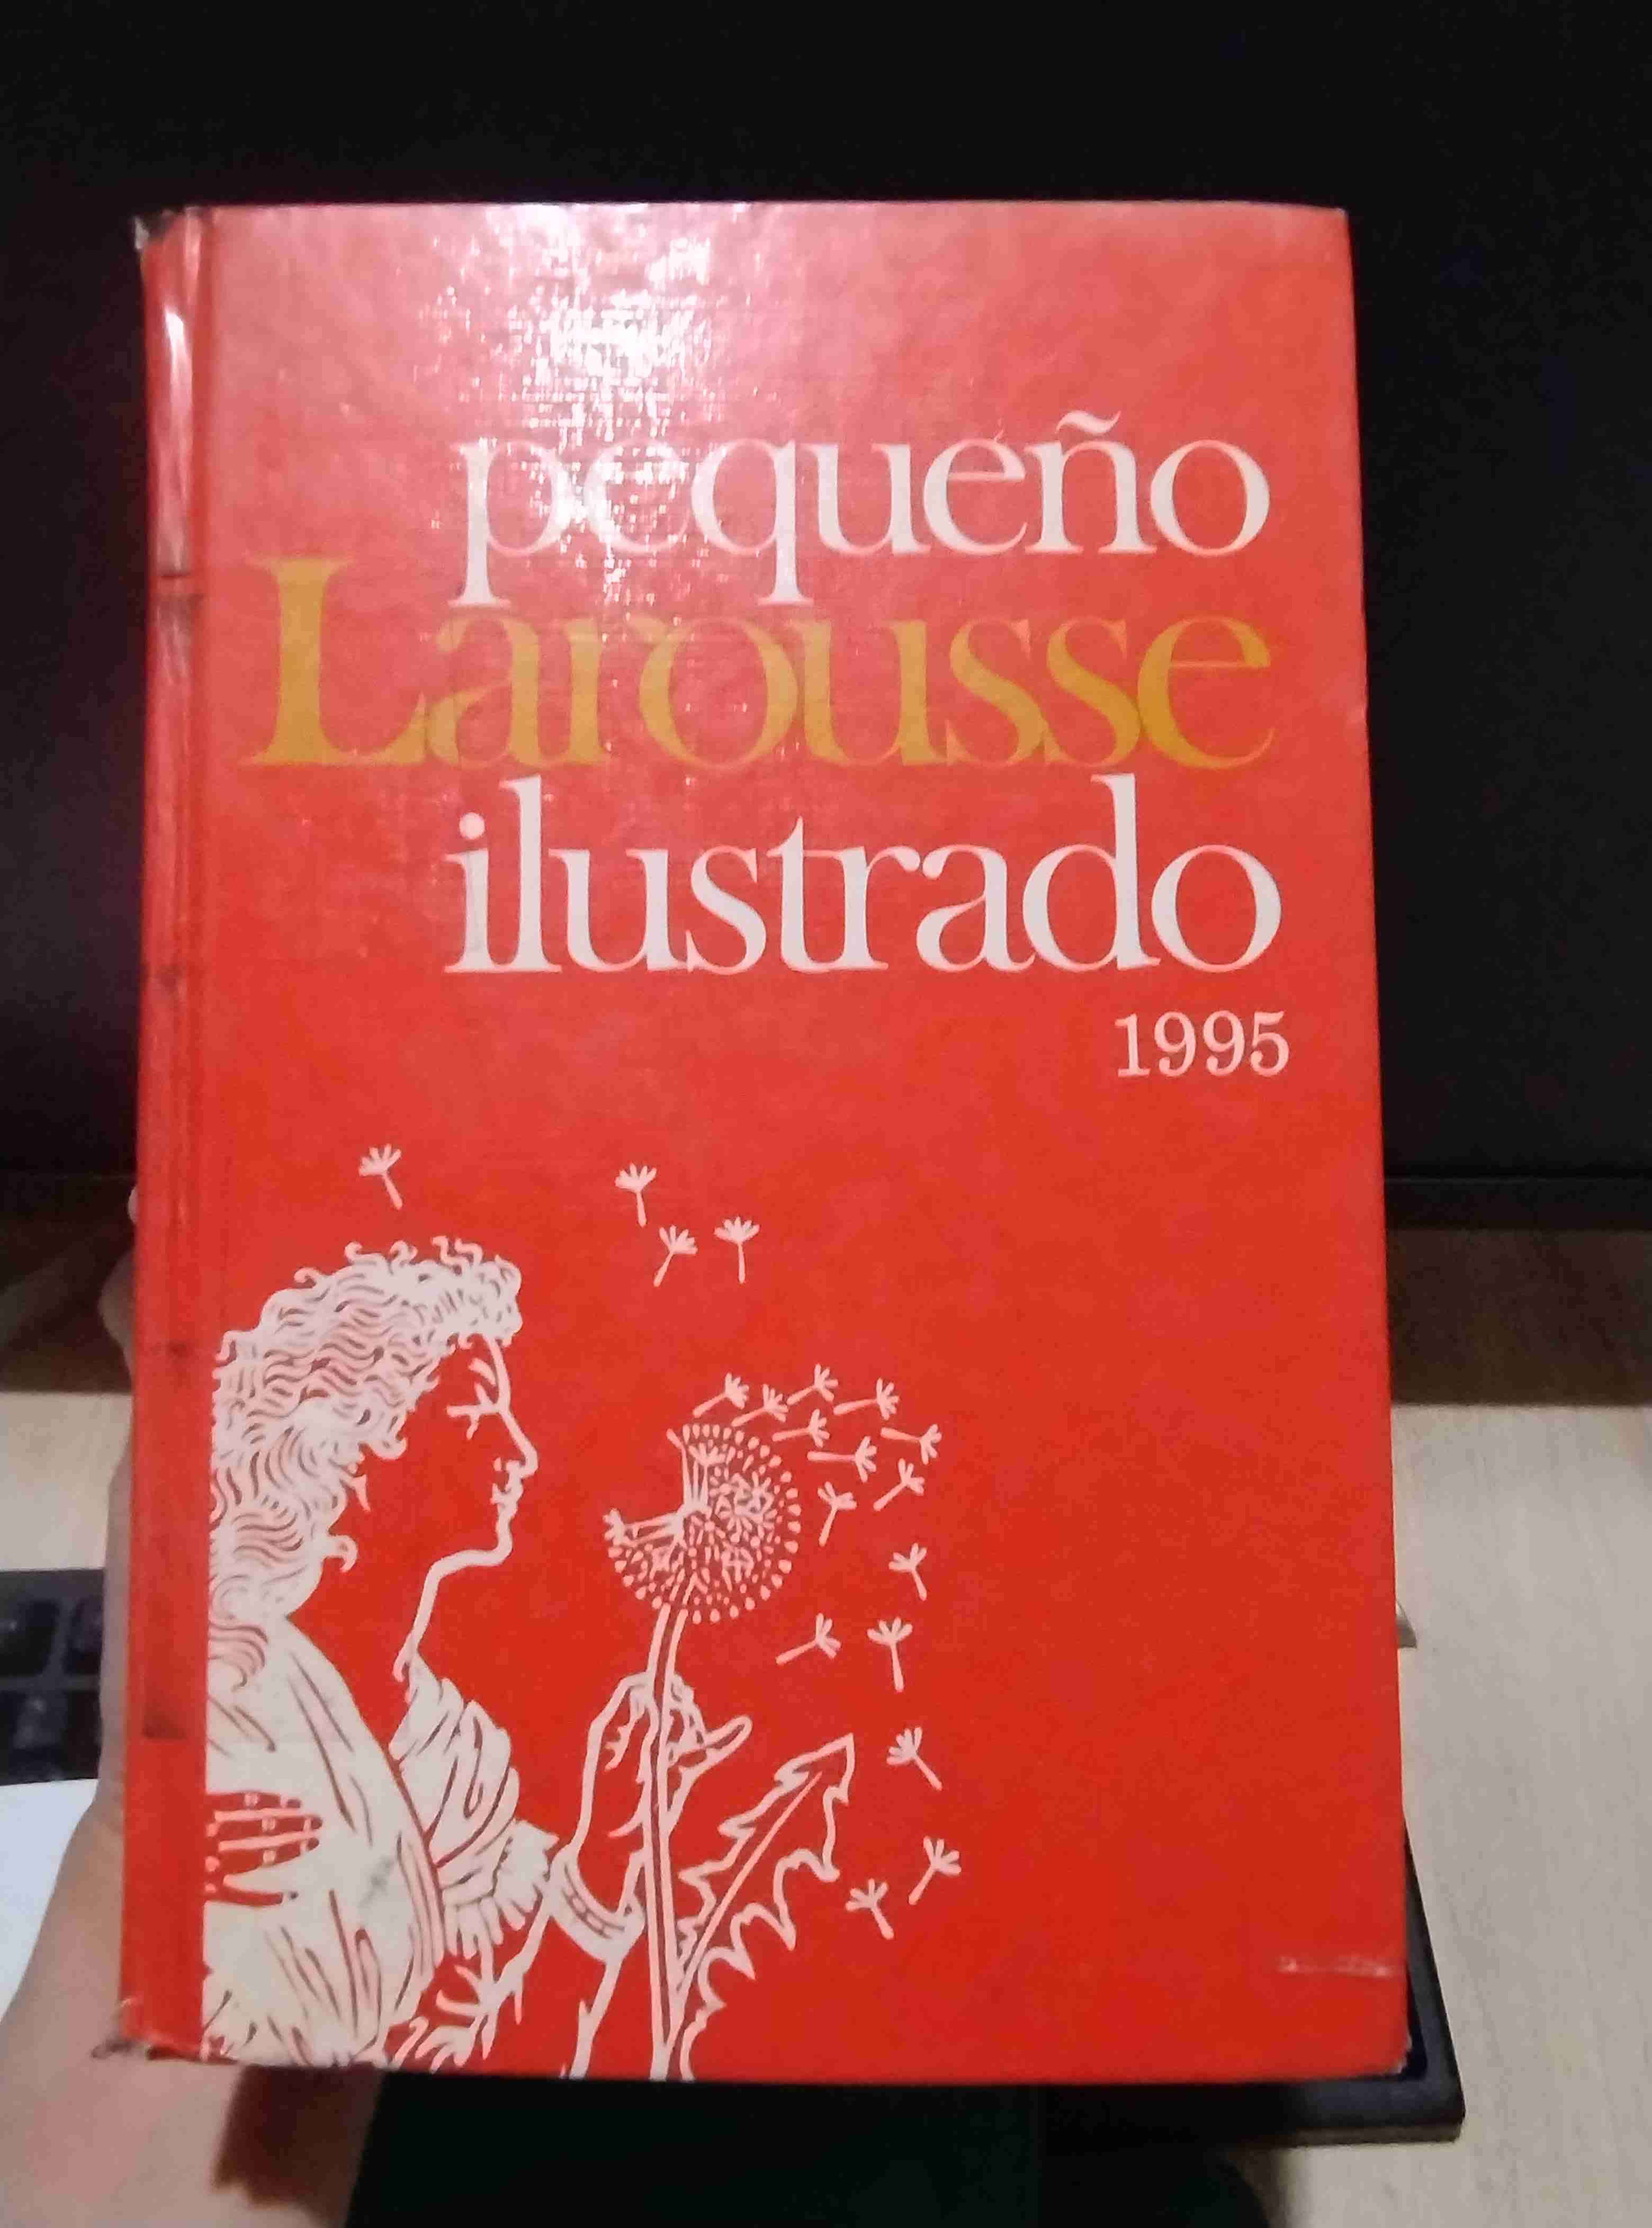 pequeño
Larousse
ilustrado
1995